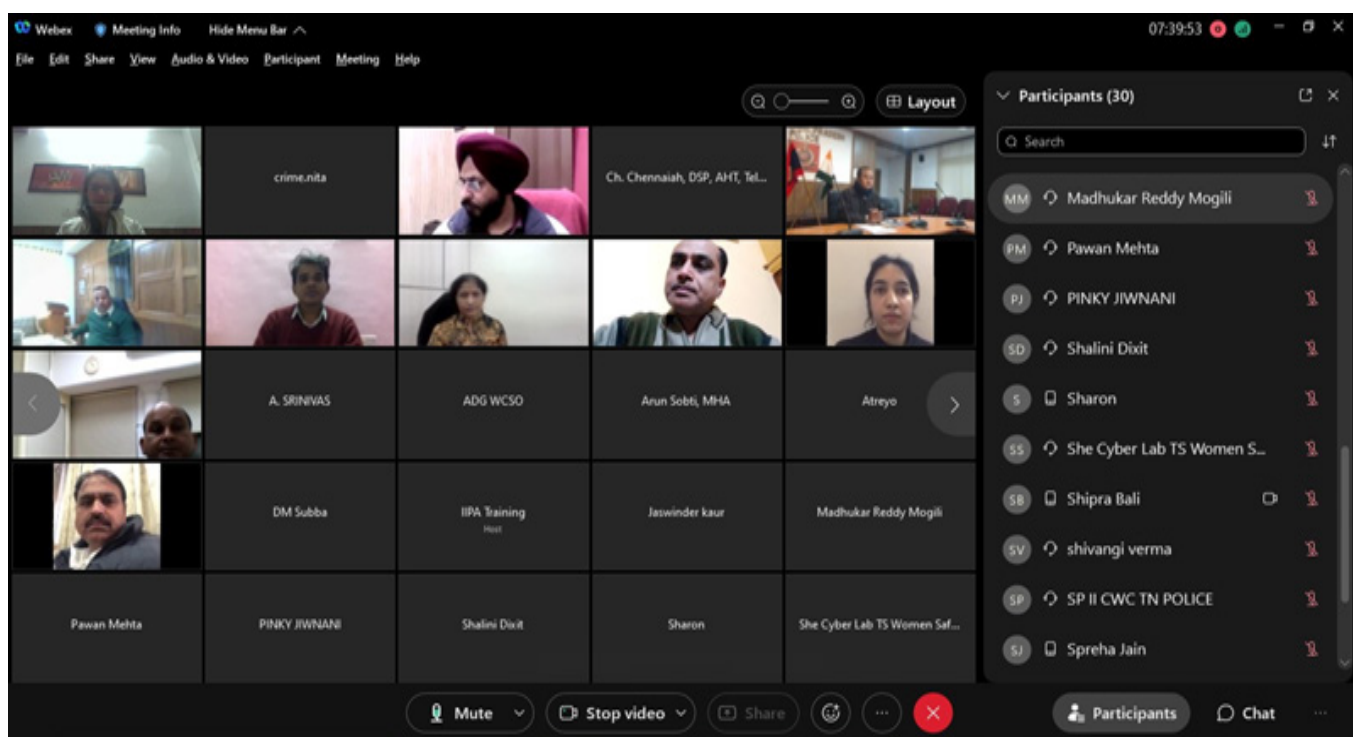 Webex Meeting Info Hide Menu Bar
07:39:53
File Edit Share View Audio & Video Participant Meeting Help
Layout
Participants (30)
Search
crime.nita
Ch. Chennaiah, DSP, AHT, Tel...
A. SRINIVAS
ADG WCSO
Arun Sobti, MHA
Atreyo
DM Subba
IIPA Training
Host
Jaswinder kaur
Madhukar Reddy Mogili
Pawan Mehta
PINKY JIWNANI
Shalini Dixit
Sharon
She Cyber Lab TS Women Saf...
MM Madhukar Reddy Mogili
PM Pawan Mehta
PJ PINKY JIWNANI
SD Shalini Dixit
S Sharon
SS She Cyber Lab TS Women S...
SB Shipra Bali
SV shivangi verma
SP SP II CWC TN POLICE
SJ Spreha Jain
Mute
Stop video
Share
Participants
Chat